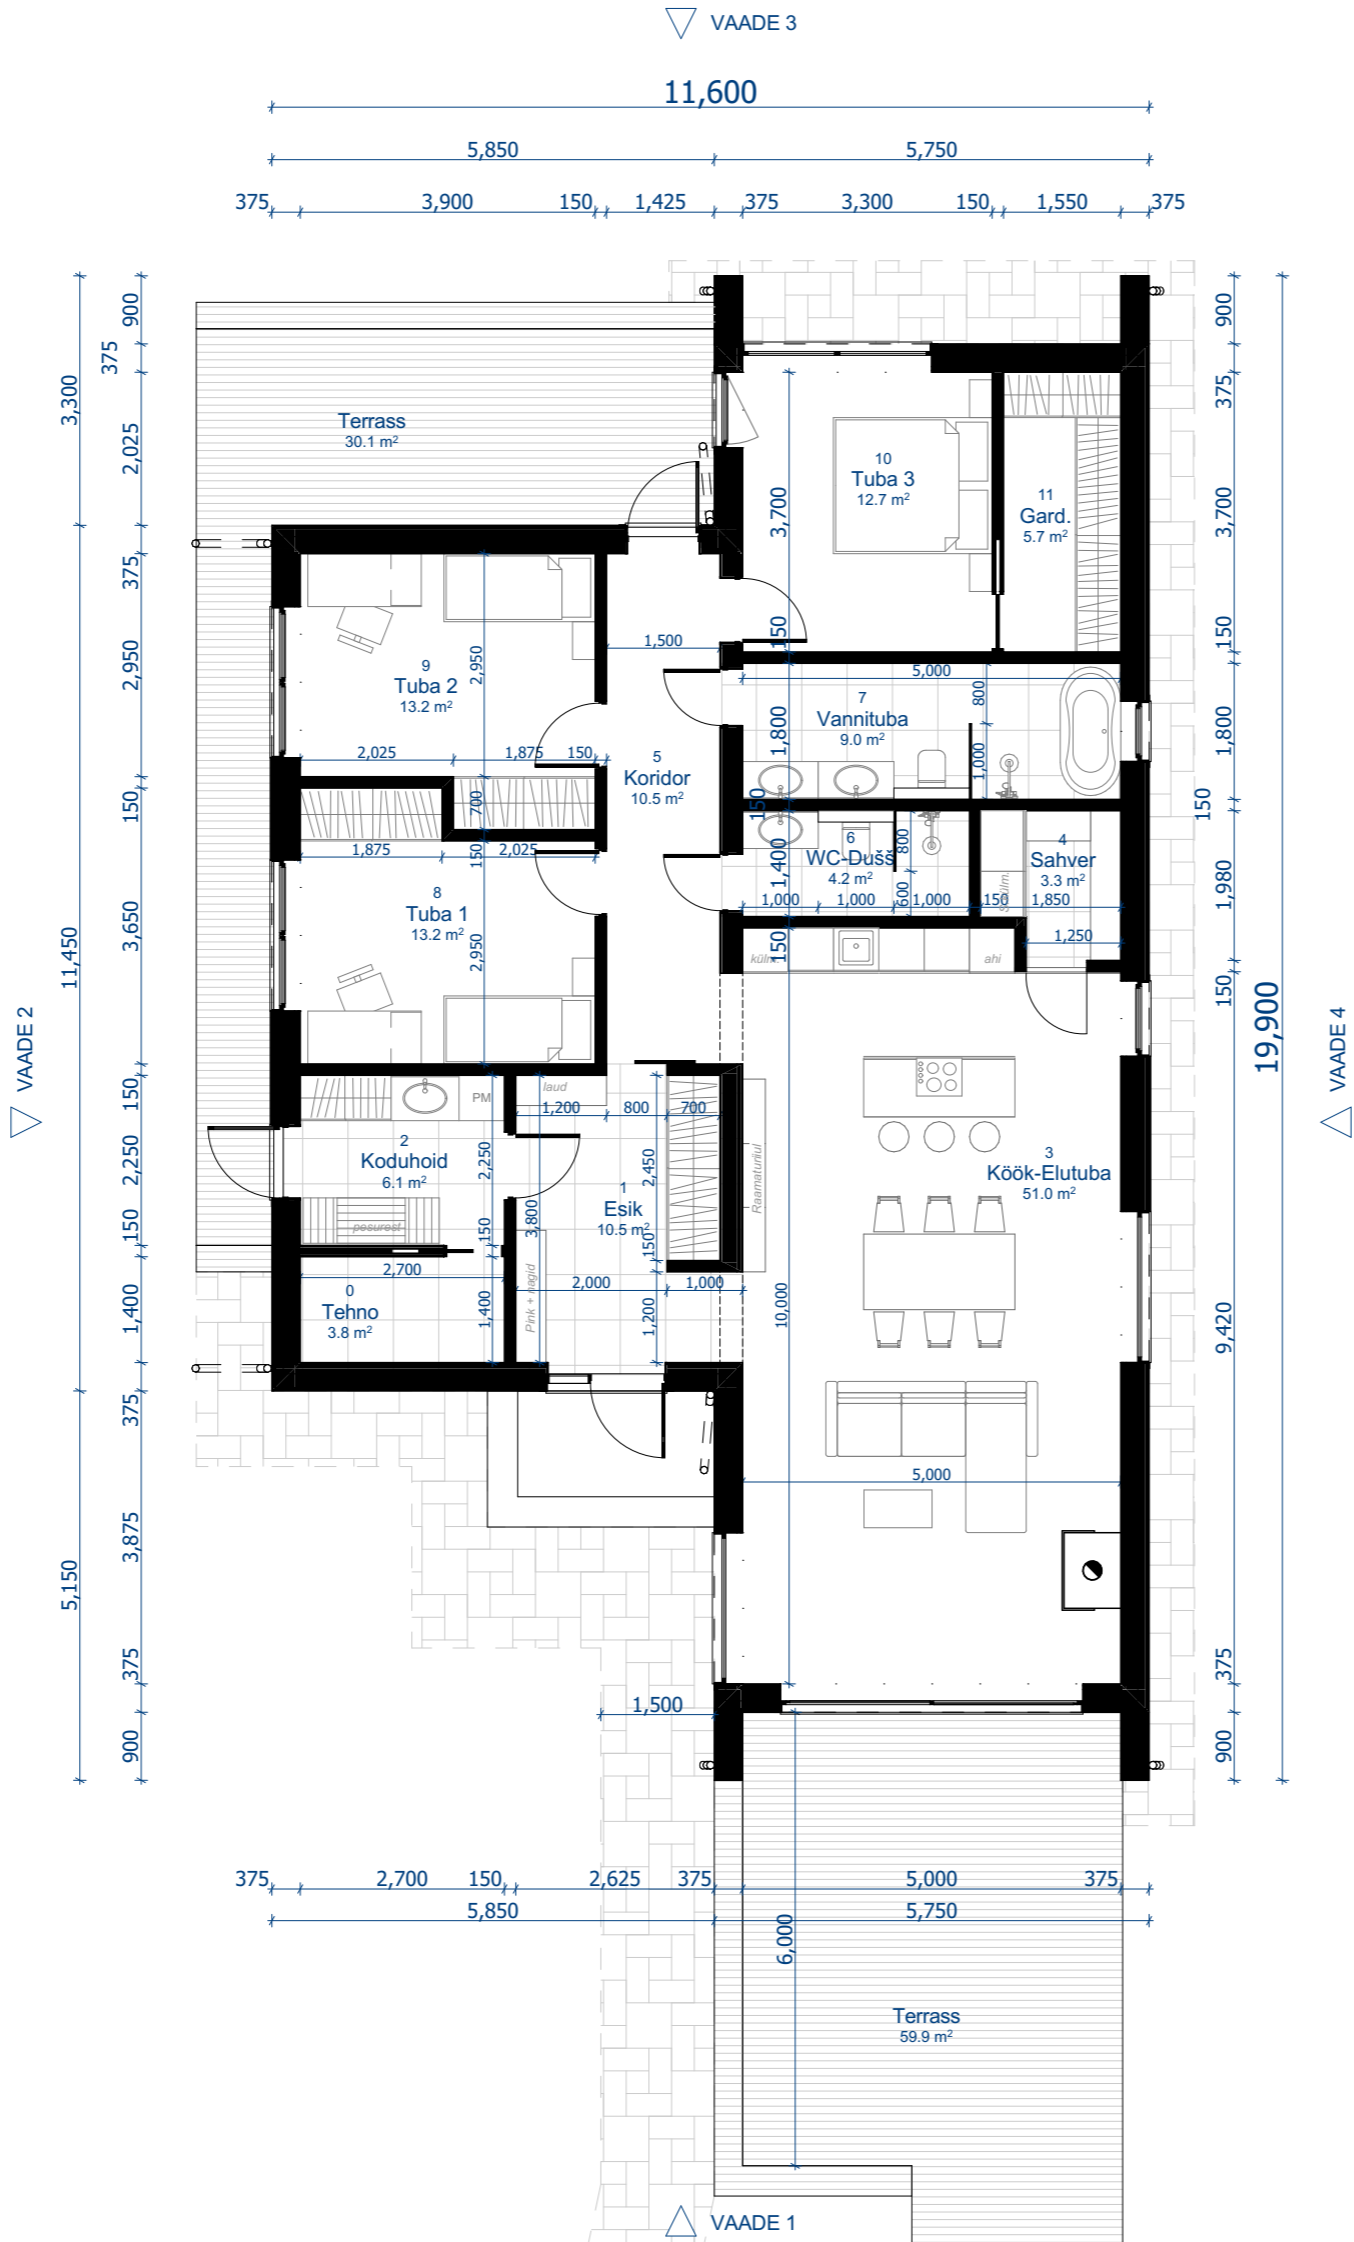 VAADE 3
11,600
5,850 5,750
375 3,900 150 1,425 375 3,300 150 1,550 375
900
375
3,300
2,025
375
2,950
150
3,650
11,450
150
2,250
150
1,400
375
3,875
5,150
375
900
VAADE 2
Terrass
30.1 m²
10
Tuba 3
12.7 m²
11
Gard.
5.7 m²
3,700
150
1,500
9
Tuba 2
13.2 m²
2,950
2,025 1,875 150
700
5
Koridor
10.5 m²
5,000
7
Vannituba
9.0 m²
1,800
800
1,000
150
1,875 2,025
150
8
Tuba 1
13.2 m²
2,950
6
WC-Dušš
4.2 m²
1,400
800
600
1,000 1,000 1,000 150 1,850
4
Sahver
3.3 m²
1,250
150
külm.
ahi
laud
PM
1,200 800 700
2
Koduhoid
6.1 m²
2,250
pesurest
150
1
Esik
10.5 m²
3,800
2,450
150
Raamaturiiul
3
Köök-Elutuba
51.0 m²
2,700
0
Tehno
3.8 m²
1,400
Pink + nagid
2,000 1,000
1,200
10,000
5,000
1,500
900
375
3,700
150
1,800
150
1,980
150
9,420
375
900
19,900
VAADE 4
375 2,700 150 2,625 375 5,000 375
5,850 5,750
6,000
Terrass
59.9 m²
VAADE 1